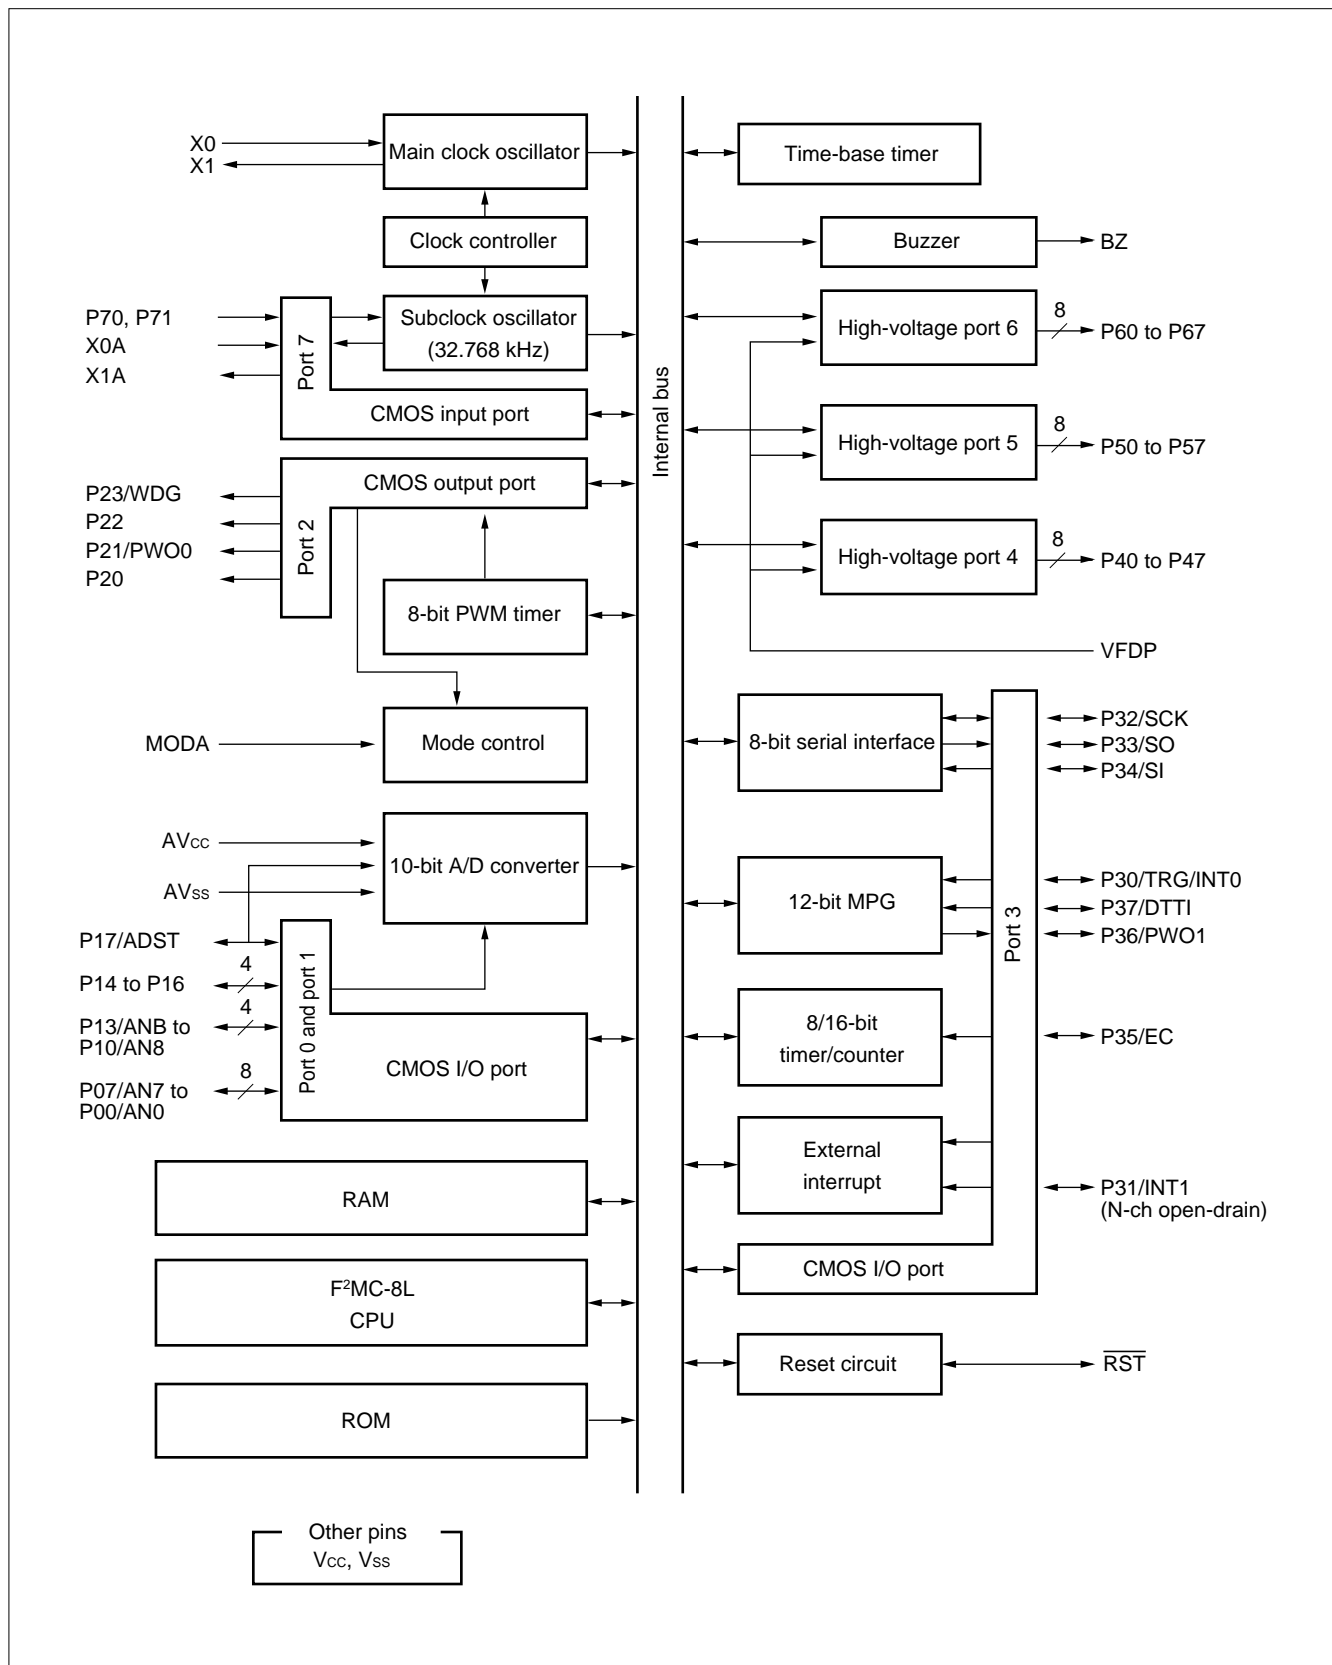 X0
X1
Main clock oscillator
Clock controller
P70, P71
X0A
X1A
Port 7
Subclock oscillator
(32.768 kHz)
CMOS input port
P23/WDG
P22
P21/PWO0
P20
Port 2
CMOS output port
8-bit PWM timer
MODA
Mode control
AVCC
AVSS
10-bit A/D converter
P17/ADST
4
P14 to P16
4
P13/ANB to
P10/AN8
8
P07/AN7 to
P00/AN0
Port 0 and port 1
CMOS I/O port
RAM
F²MC-8L
CPU
ROM
Other pins
VCC, VSS
Internal bus
Time-base timer
Buzzer
BZ
High-voltage port 6
8
P60 to P67
High-voltage port 5
8
P50 to P57
High-voltage port 4
8
P40 to P47
VFDP
8-bit serial interface
P32/SCK
P33/SO
P34/SI
12-bit MPG
Port 3
P30/TRG/INT0
P37/DTTI
P36/PWO1
8/16-bit
timer/counter
P35/EC
External
interrupt
P31/INT1
(N-ch open-drain)
CMOS I/O port
Reset circuit
RST